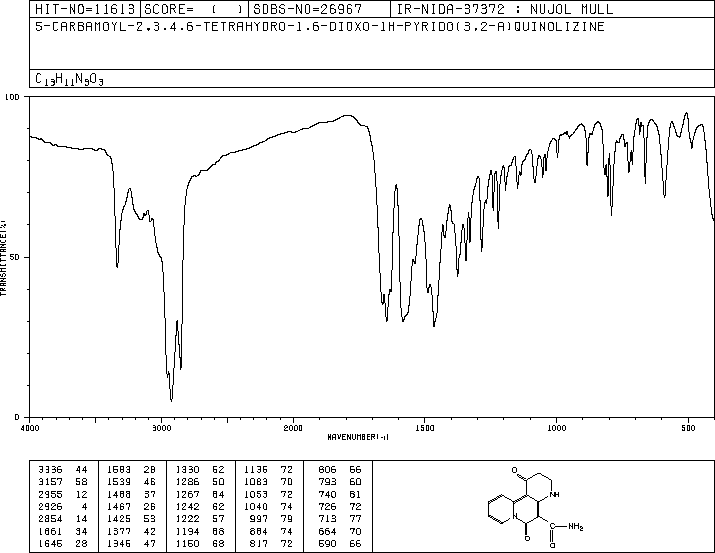 HIT-NO=11613 SCORE= ( ) SDBS-NO=26967 IR-NIDA-37372 : NUJOL MULL
5-CARBAMOYL-2,3,4,6-TETRAHYDRO-1,6-DIOXO-1H-PYRIDO(3,2-A)QUINOLIZINE
C13H11N3O3
100
50
0
TRANSMITTANCE(%)
4000 3000 2000 1500 1000 500
WAVENUMBER(-1)
3336 44 1583 28 1330 52 1136 72 806 66
3157 58 1539 46 1286 50 1083 70 793 60
2955 12 1488 37 1267 64 1053 72 740 81
2926 4 1467 26 1242 62 1040 74 726 72
2854 14 1425 53 1222 57 997 79 713 77
1661 34 1377 42 1194 68 884 74 664 70
1645 28 1346 47 1150 68 817 72 590 66
O
NH
N
O
C
NH2
O